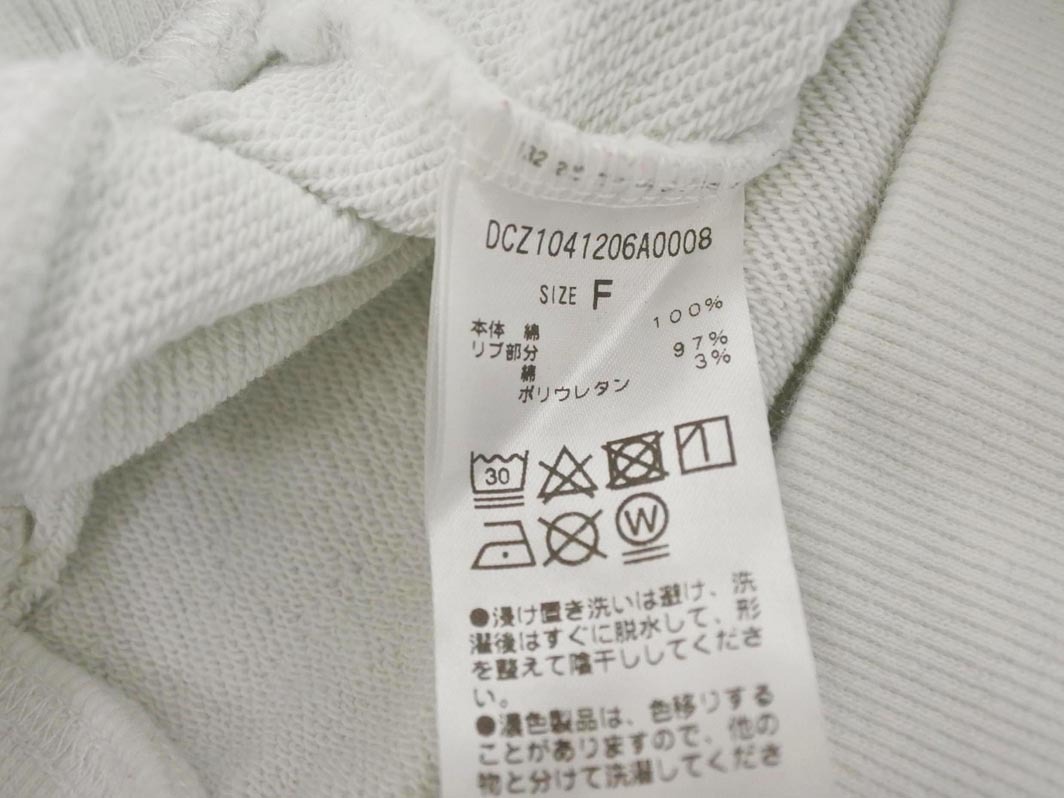 DCZ1041206A0008
SIZE F
本体 綿 100%
リブ部分
綿 97%
ポリウレタン 3%
30
W
●浸け置き洗いは避け、洗
濯後はすぐに脱水して、形
を整えて陰干ししてくださ
い。
●濃色製品は、色移りする
ことがありますので、他の
物と分けて洗濯してくださ